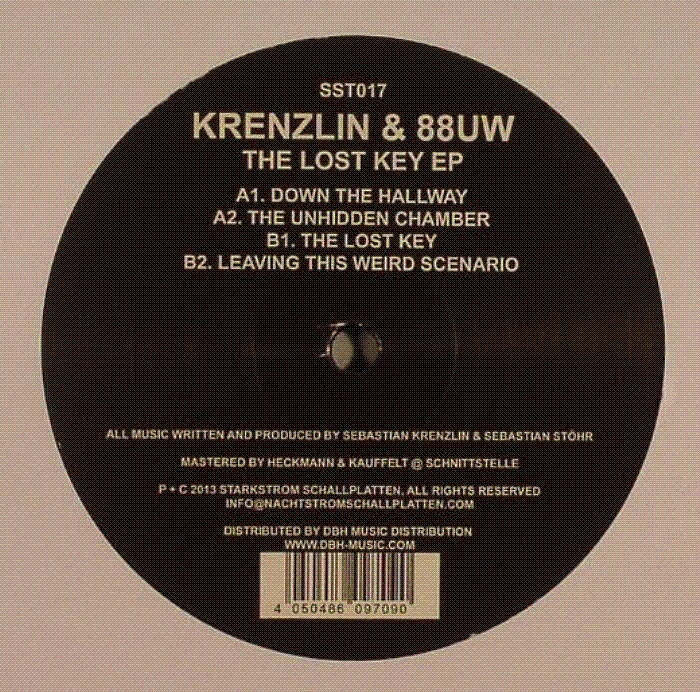 SST017
KRENZLIN & 88UW
THE LOST KEY EP
A1. DOWN THE HALLWAY
A2. THE UNHIDDEN CHAMBER
B1. THE LOST KEY
B2. LEAVING THIS WEIRD SCENARIO
ALL MUSIC WRITTEN AND PRODUCED BY SEBASTIAN KRENZLIN & SEBASTIAN STÖHR
MASTERED BY HECKMANN & KAUFFELT @ SCHNITTSTELLE
P + C 2013 STARKSTROM SCHALLPLATTEN, ALL RIGHTS RESERVED
INFO@NACHTSTROMSCHALLPLATTEN.COM
DISTRIBUTED BY DBH MUSIC DISTRIBUTION
WWW.DBH-MUSIC.COM
4 050486 097090